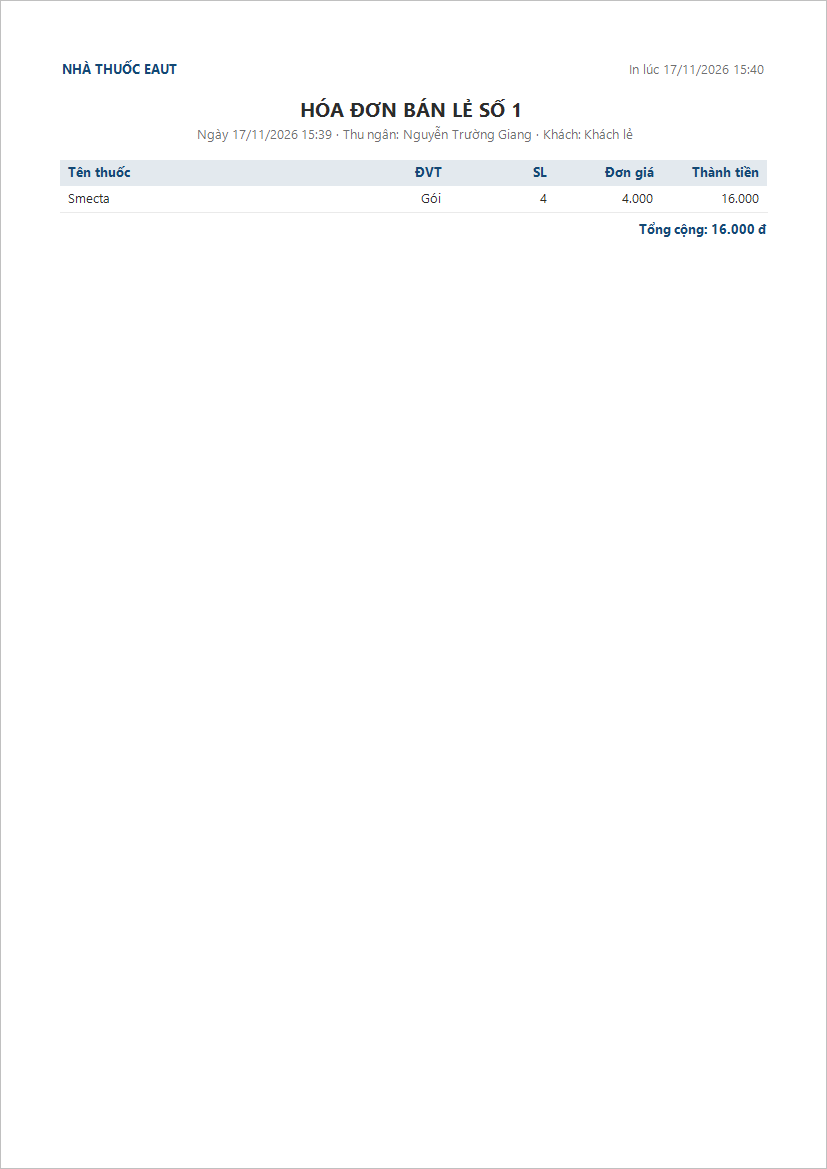 NHÀ THUỐC EAUT In lúc 17/11/2026 15:40
HÓA ĐƠN BÁN LẺ SỐ 1
Ngày 17/11/2026 15:39 · Thu ngân: Nguyễn Trường Giang · Khách: Khách lẻ
Tên thuốc ĐVT SL Đơn giá Thành tiền
Smecta Gói 4 4.000 16.000
Tổng cộng: 16.000 đ